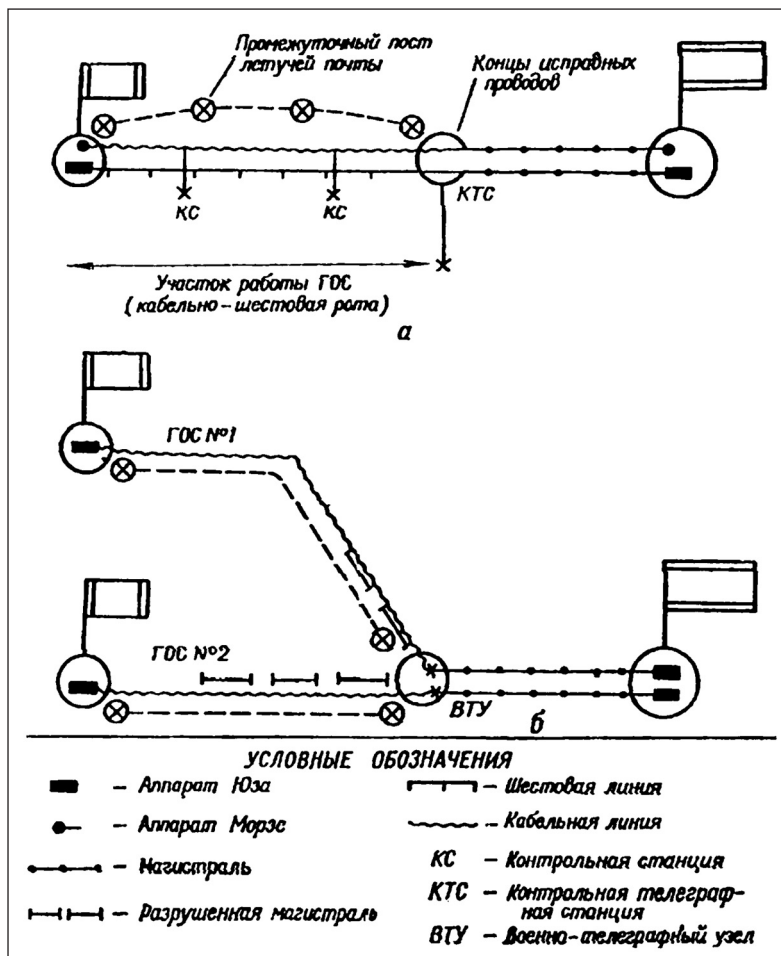 Промежуточный пост
летучей почты
Концы исправных
проводов
КС
КС
КТС
Участок работы ГОС
(кабельно-шестовая рота)
а
ГОС №1
ГОС №2
ВТУ
б
УСЛОВНЫЕ ОБОЗНАЧЕНИЯ
– Аппарат Юза
– Аппарат Морзе
– Магистраль
– Разрушенная магистраль
– Шестовая линия
– Кабельная линия
КС – Контрольная станция
КТС – Контрольная телеграф-
ная станция
ВТУ – Военно-телеграфный узел